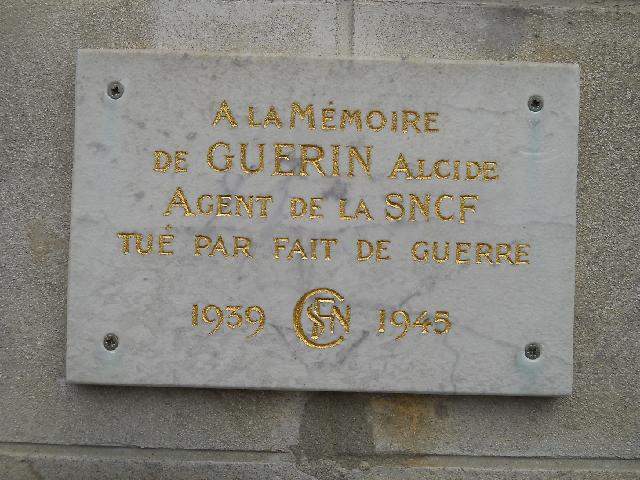 A LA MÉMOIRE
DE GUERIN ALCIDE
AGENT DE LA SNCF
TUÉ PAR FAIT DE GUERRE
1939 SNCF 1945